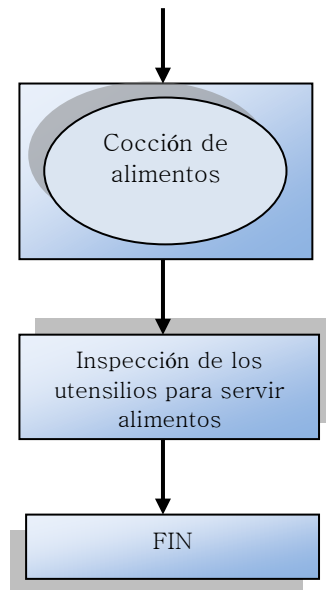 Cocción de
alimentos
Inspección de los
utensilios para servir
alimentos
FIN